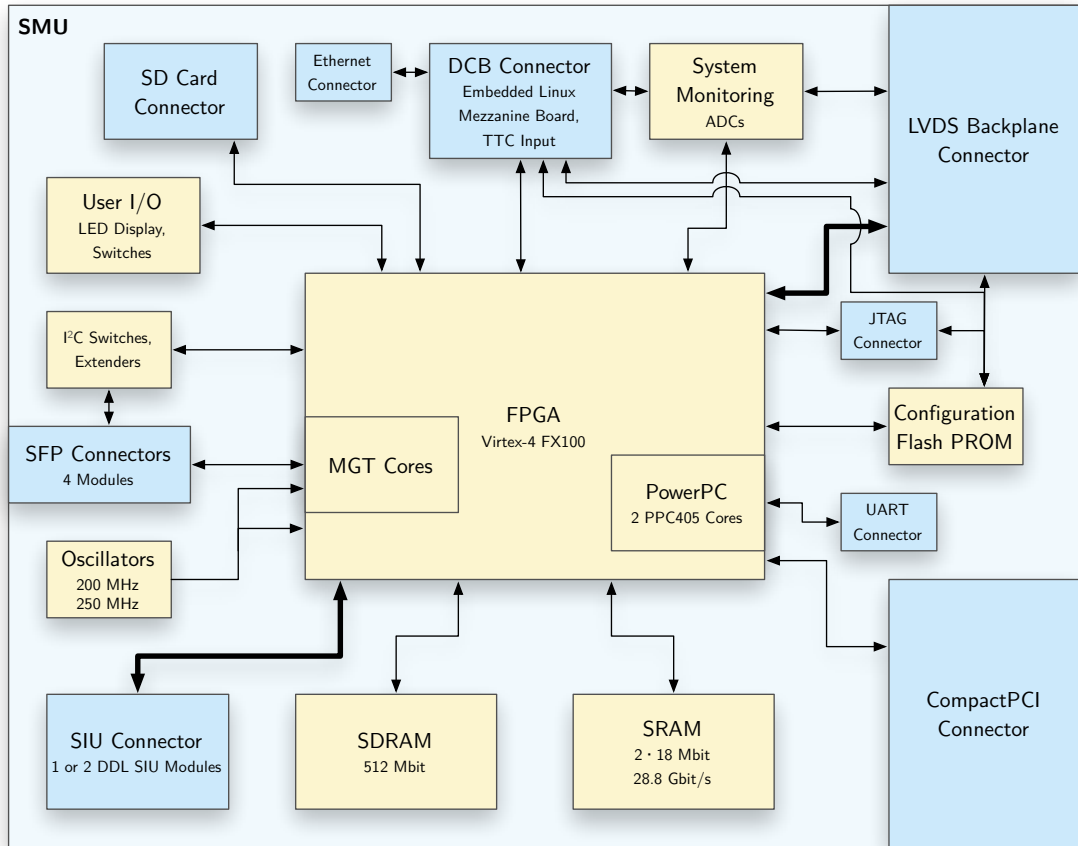 SMU
SD Card
Connector
Ethernet
Connector
DCB Connector
Embedded Linux
Mezzanine Board,
TTC Input
System
Monitoring
ADCs
LVDS Backplane
Connector
User I/O
LED Display,
Switches
I²C Switches,
Extenders
JTAG
Connector
FPGA
Virtex-4 FX100
Configuration
Flash PROM
SFP Connectors
4 Modules
MGT Cores
PowerPC
2 PPC405 Cores
UART
Connector
Oscillators
200 MHz
250 MHz
SIU Connector
1 or 2 DDL SIU Modules
SDRAM
512 Mbit
SRAM
2 · 18 Mbit
28.8 Gbit/s
CompactPCI
Connector